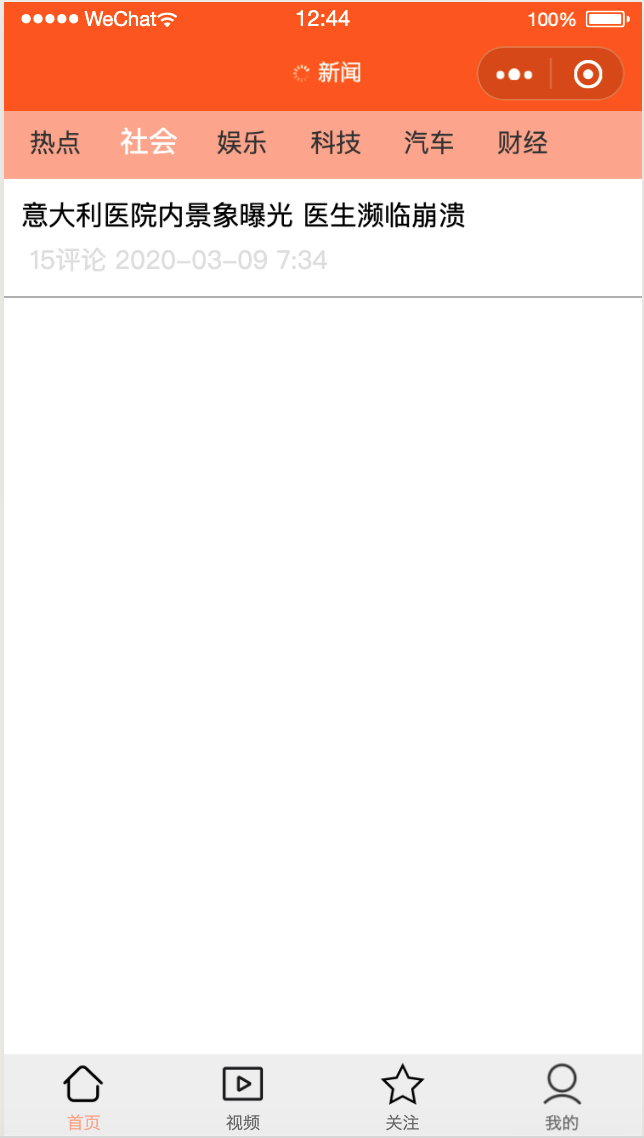 WeChat 12:44 100%
新闻
热点 社会 娱乐 科技 汽车 财经
意大利医院内景象曝光 医生濒临崩溃
15评论 2020-03-09 7:34
首页 视频 关注 我的